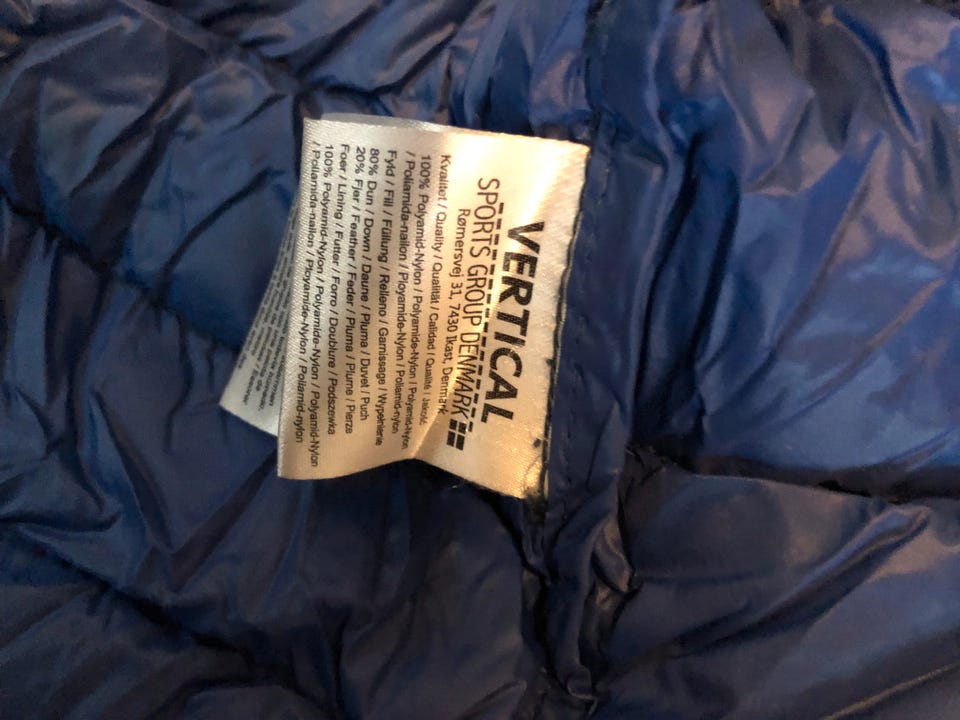 VERTICAL
SPORTS GROUP DENMARK
Rømersvej 31, 7430 Ikast, Denmark
Kvalitet / Quality / Qualität / Calidad / Qualité / Jakość
100% Polyamid-Nylon / Polyamide-Nylon / Polyamid-Nylon
/ Poliamida-nailon / Ployamide-Nylon / Poliamid-nylon
Fyld / Fill / Füllung / Relleno / Garnissage / Wypełnienie
80% Dun / Down / Daune / Pluma / Duvet / Puch
20% Fjer / Feather / Feder / Pluma / Plume / Pierze
Foer / Lining / Futter / Forro / Doublure / Podszewka
100% Polyamid-Nylon / Polyamide-Nylon / Polyamid-Nylon
/ Poliamida-nailon / Ployamide-Nylon / Poliamid-nylon